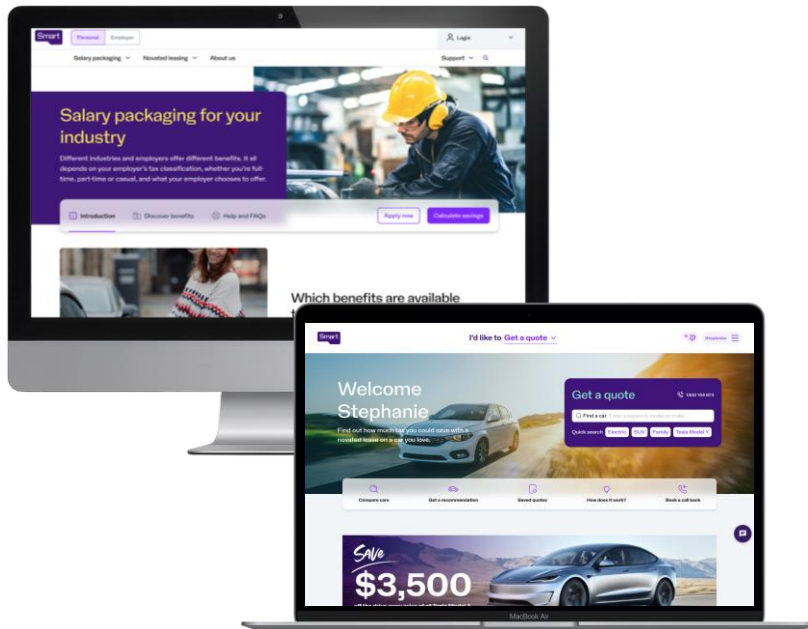 Smart
Personal Employer
Login
Salary packaging Novated leasing About us
Support
Salary packaging for your
industry
Different industries and employers offer different benefits. It all
depends on your employer's tax classification, whether you're full-
time, part-time or casual, and what your employer chooses to offer.
Introduction Discover benefits Help and FAQs
Apply now Calculate savings
Which benefits are available
Smart
I'd like to Get a quote
Stephanie
Welcome
Stephanie
Find out how much tax you could save with a
novated lease on a car you love.
Get a quote
Find a car
Quick search Electric SUV Family Tesla Model Y
Compare cars Get a recommendation Saved quotes How does it work? Book a call back
SAVE
$3,500
MacBook Air